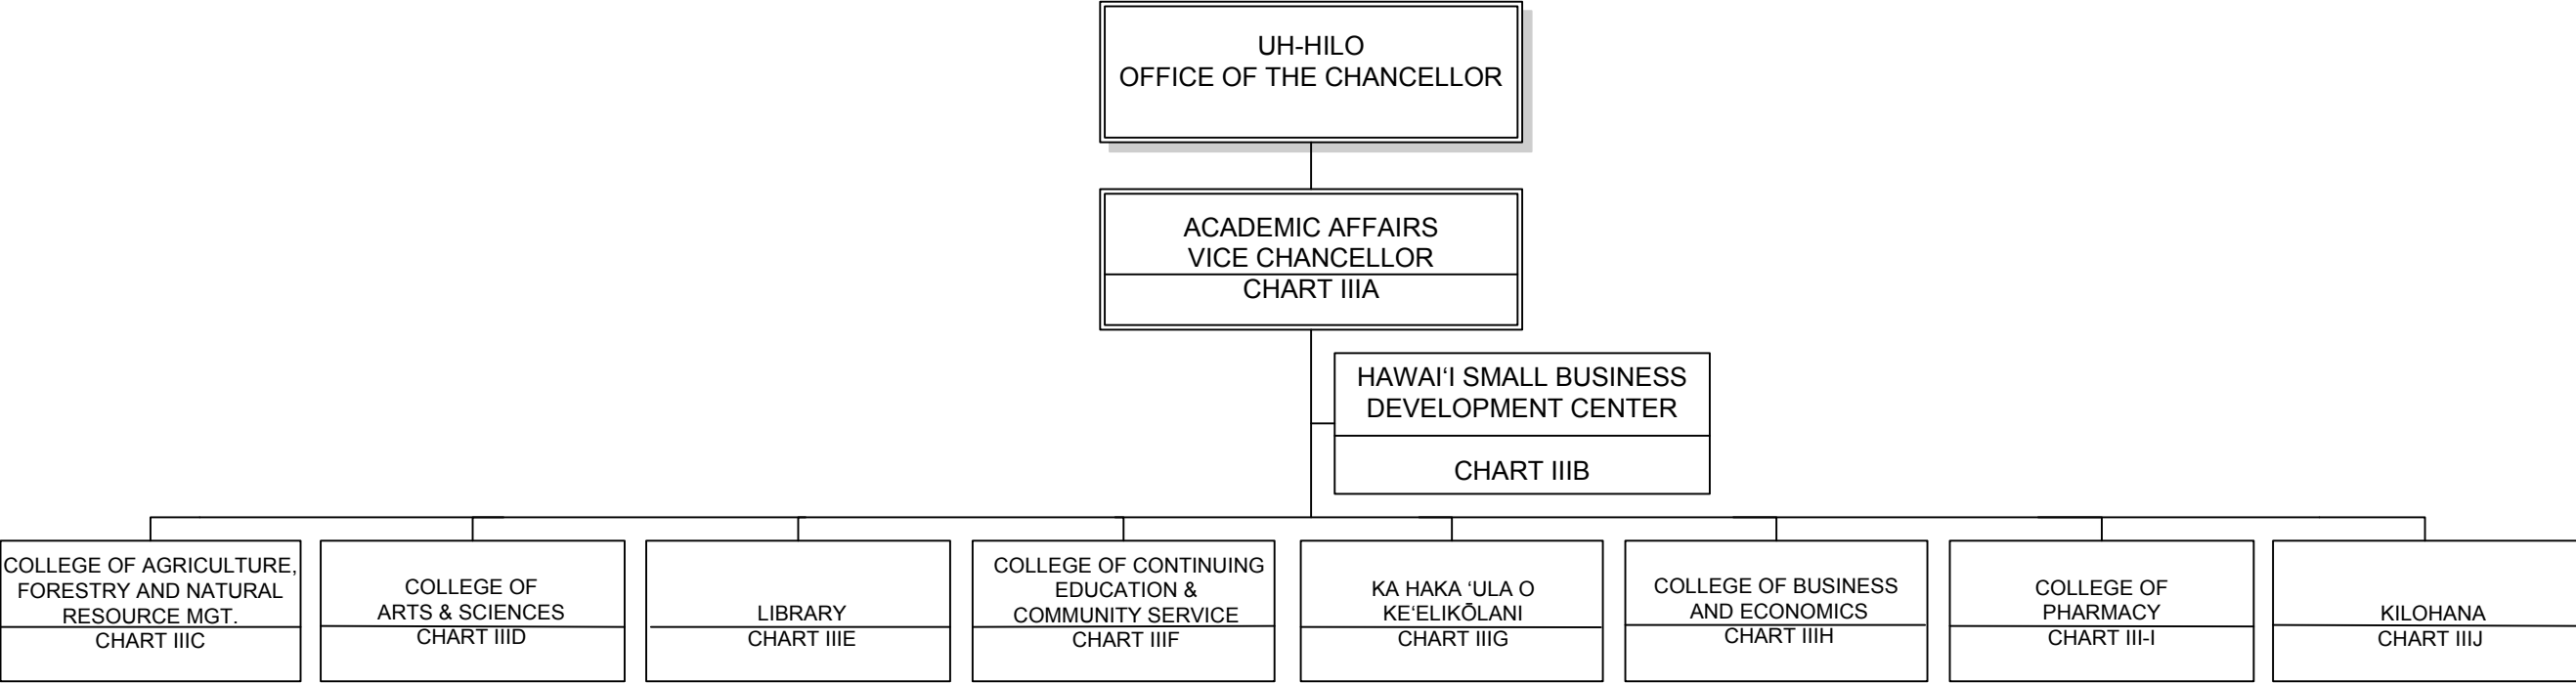 UH-HILO
OFFICE OF THE CHANCELLOR
ACADEMIC AFFAIRS
VICE CHANCELLOR
CHART IIIA
HAWAI‘I SMALL BUSINESS
DEVELOPMENT CENTER
CHART IIIB
COLLEGE OF AGRICULTURE,
FORESTRY AND NATURAL
RESOURCE MGT.
CHART IIIC
COLLEGE OF
ARTS & SCIENCES
CHART IIID
LIBRARY
CHART IIIE
COLLEGE OF CONTINUING
EDUCATION &
COMMUNITY SERVICE
CHART IIIF
KA HAKA ‘ULA O
KE‘ELIKŌLANI
CHART IIIG
COLLEGE OF BUSINESS
AND ECONOMICS
CHART IIIH
COLLEGE OF
PHARMACY
CHART III-I
KILOHANA
CHART IIIJ